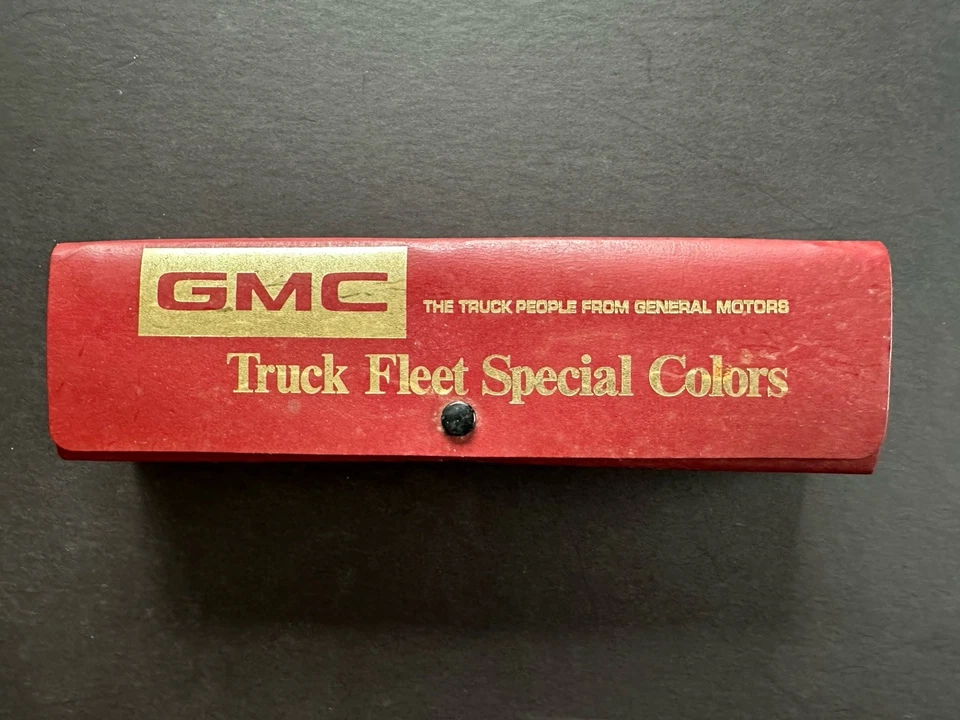 GMC
THE TRUCK PEOPLE FROM GENERAL MOTORS
Truck Fleet Special Colors